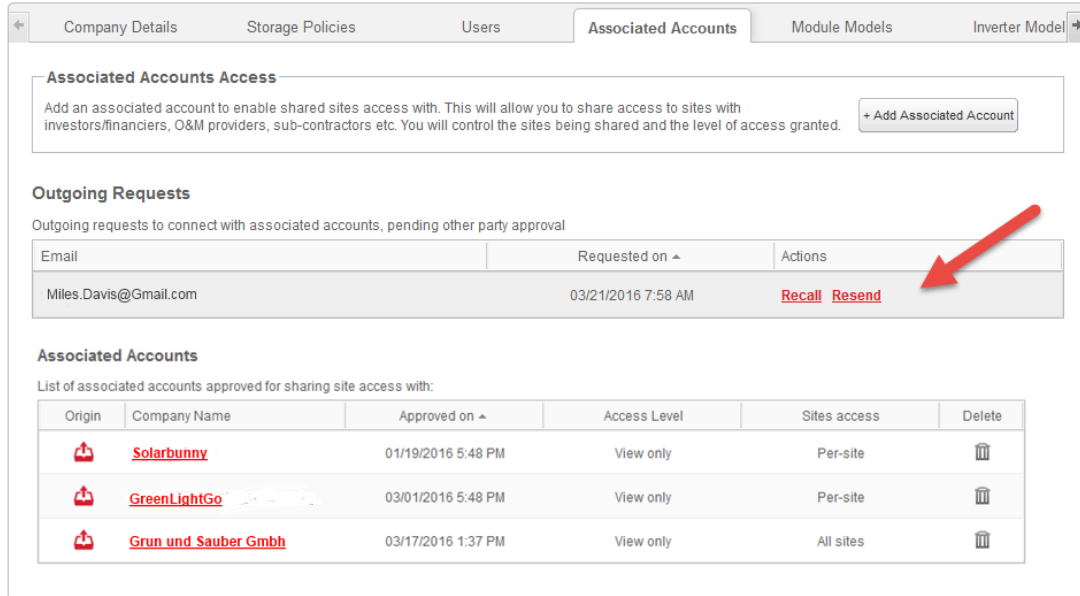 Company Details Storage Policies Users Associated Accounts Module Models Inverter Model
Associated Accounts Access
Add an associated account to enable shared sites access with. This will allow you to share access to sites with
investors/financiers, O&M providers, sub-contractors etc. You will control the sites being shared and the level of access granted.
+ Add Associated Account
Outgoing Requests
Outgoing requests to connect with associated accounts, pending other party approval
Email Requested on Actions
Miles.Davis@Gmail.com 03/21/2016 7:58 AM Recall Resend
Associated Accounts
List of associated accounts approved for sharing site access with:
Origin Company Name Approved on Access Level Sites access Delete
Solarbunny 01/19/2016 5:48 PM View only Per-site
GreenLightGo 03/01/2016 5:48 PM View only Per-site
Grun und Sauber Gmbh 03/17/2016 1:37 PM View only All sites